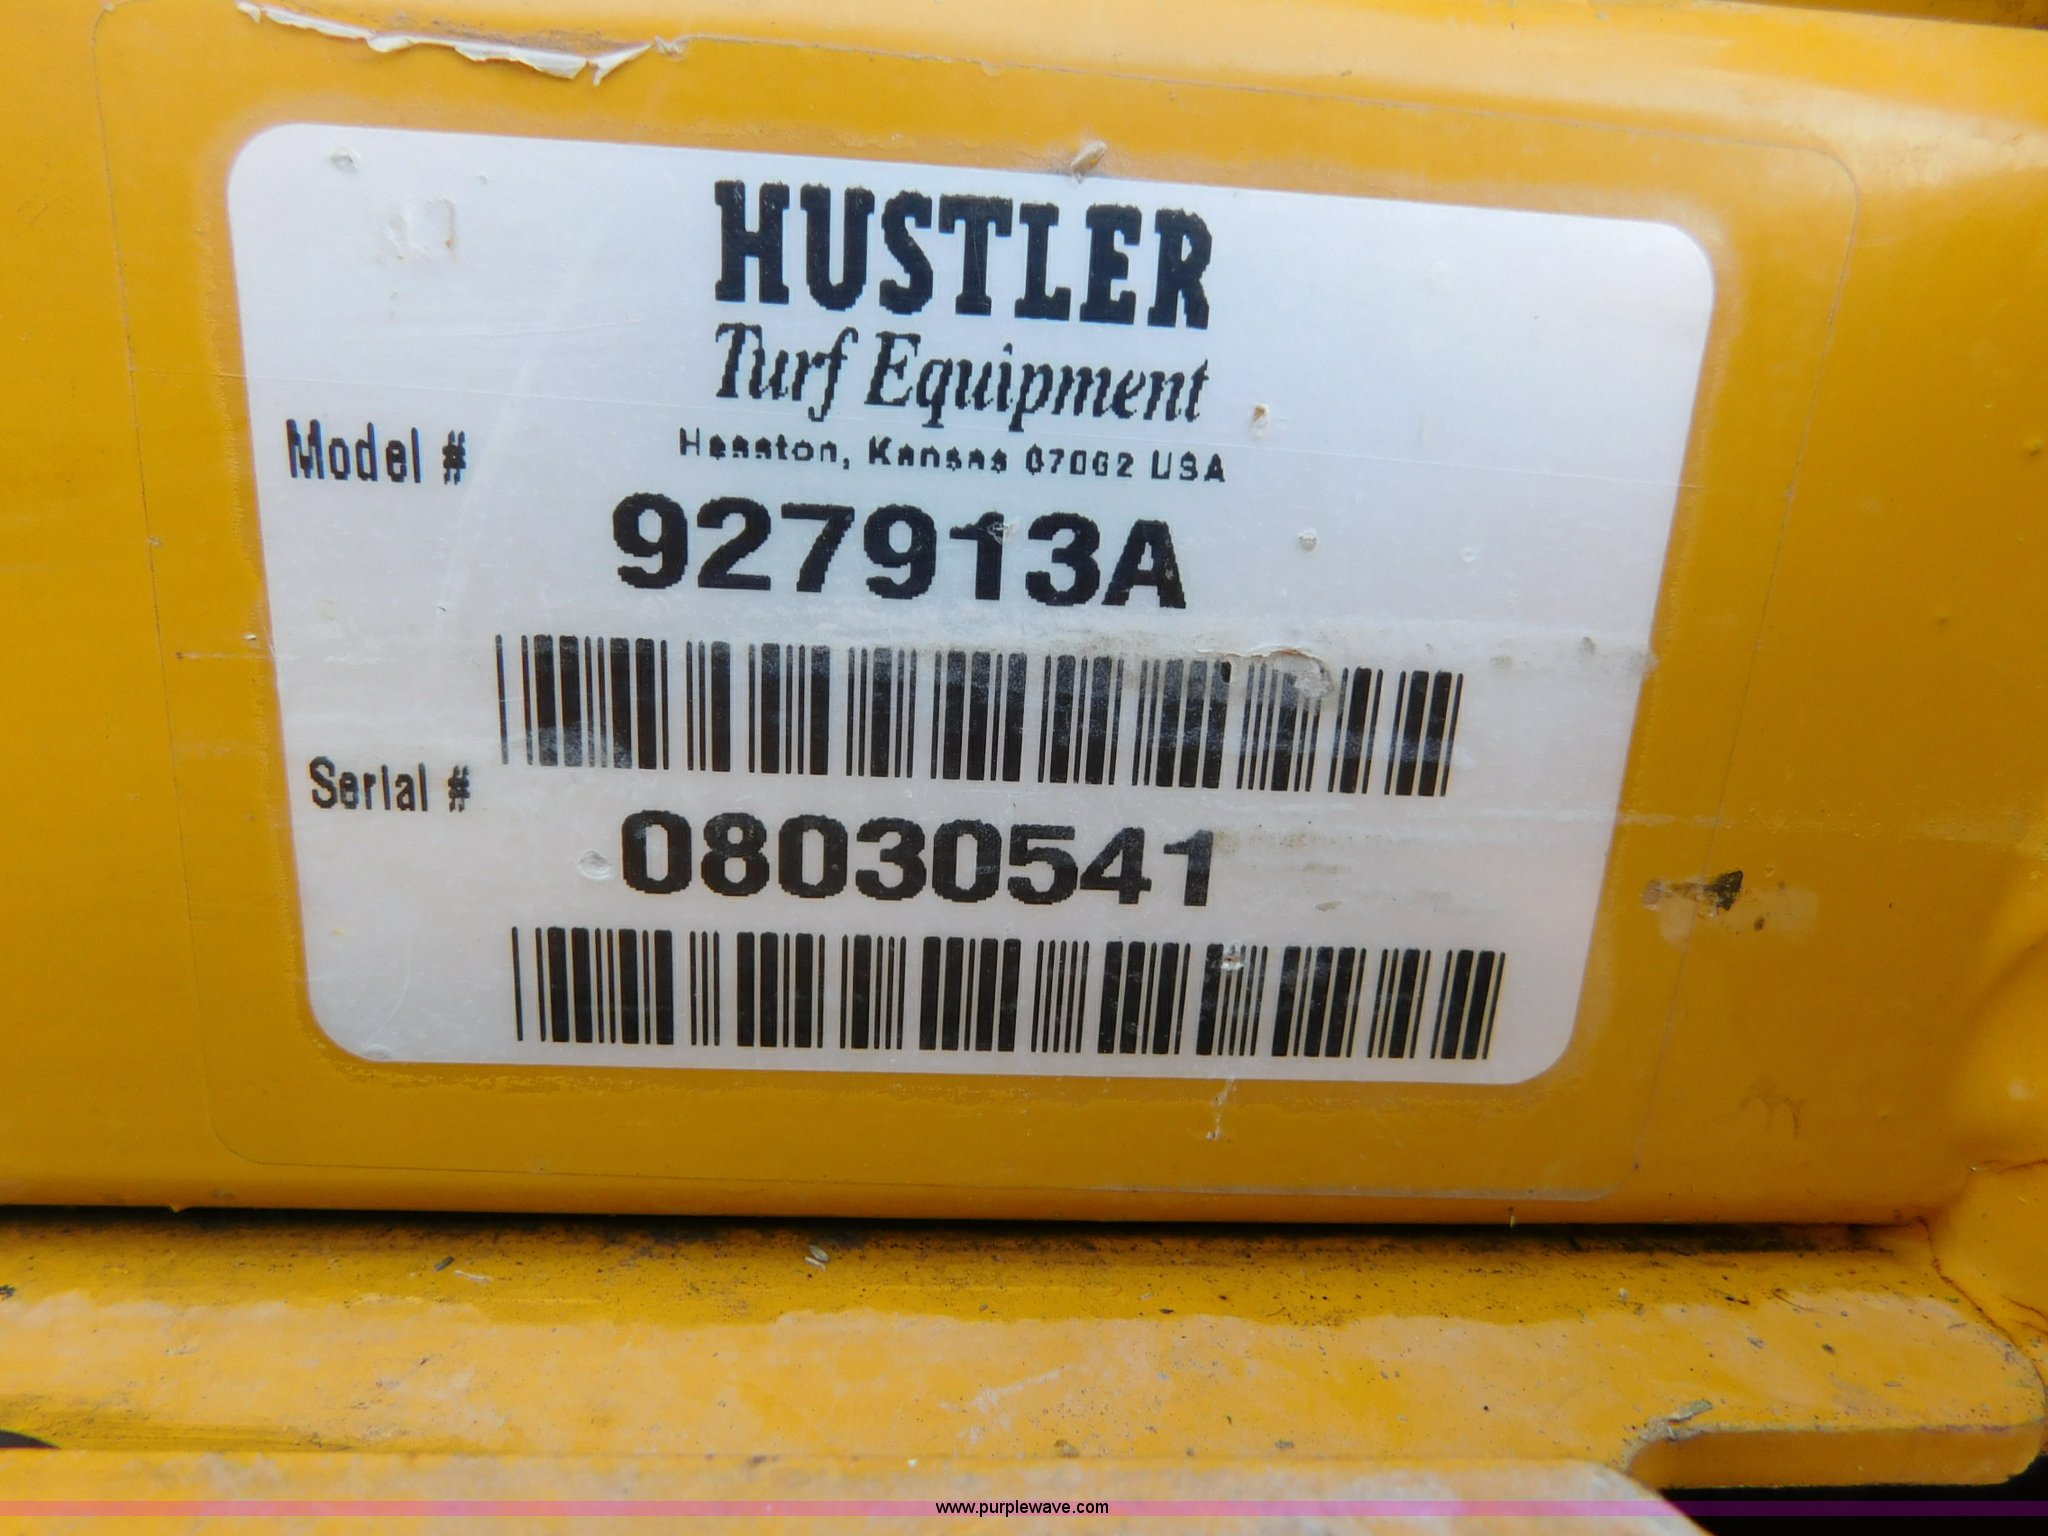 HUSTLER
Turf Equipment
Hesston, Kansas 67062 USA
Model #
927913A
Serial #
08030541
www.purplewave.com